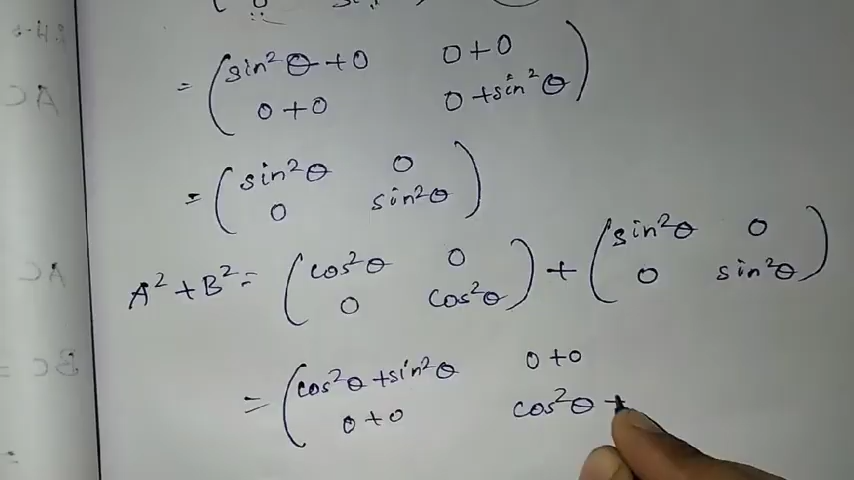 = ( sin²θ + 0    0 + 0
0 + 0    0 + sin²θ )
= ( sin²θ    0
0    sin²θ )
A² + B² = ( cos²θ    0
0    cos²θ ) + ( sin²θ    0
0    sin²θ )
= ( cos²θ + sin²θ    0 + 0
0 + 0    cos²θ +